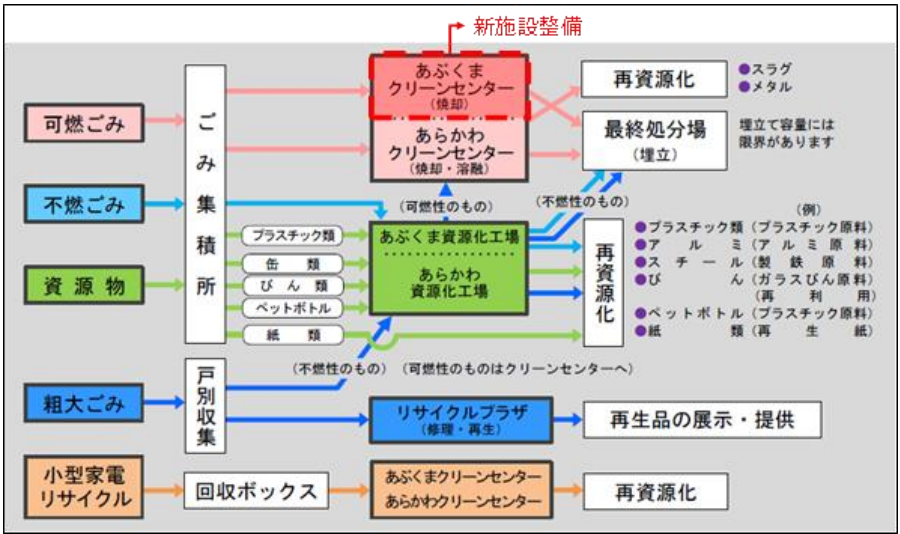 新施設整備
可燃ごみ
不燃ごみ
資源物
粗大ごみ
小型家電
リサイクル
ごみ集積所
戸別収集
回収ボックス
プラスチック類
缶類
びん類
ペットボトル
紙類
あぶくま
クリーンセンター
（焼却）
あらかわ
クリーンセンター
（焼却・溶融）
（可燃性のもの）
（不燃性のもの）
あぶくま資源化工場
あらかわ
資源化工場
（不燃性のもの）
（可燃性のものはクリーンセンターへ）
リサイクルプラザ
（修理・再生）
あぶくまクリーンセンター
あらかわクリーンセンター
再資源化
●スラグ
●メタル
最終処分場
（埋立）
埋立て容量には
限界があります
再資源化
（例）
●プラスチック類（プラスチック原料）
●アルミ（アルミ原料）
●スチール（製鉄原料）
●びん（ガラスびん原料）
（再利用）
●ペットボトル（プラスチック原料）
●紙類（再生紙）
再生品の展示・提供
再資源化